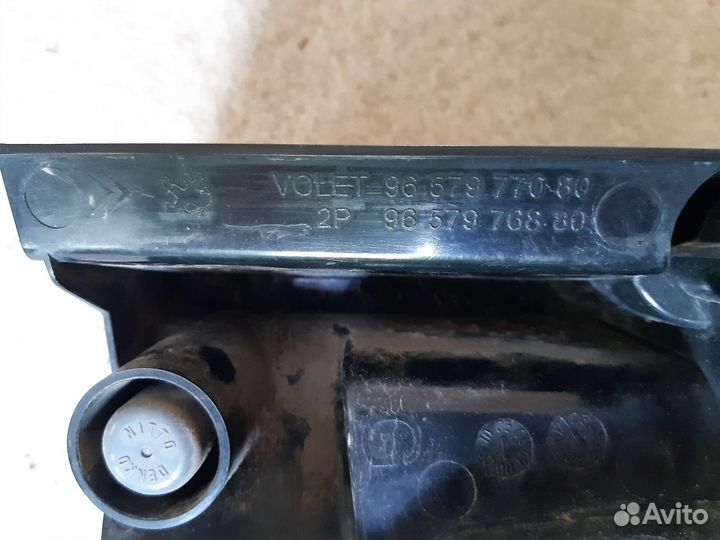 VOLET 96 579 770 80
2P 96 579 768 80
NITTO DENKO
Avito